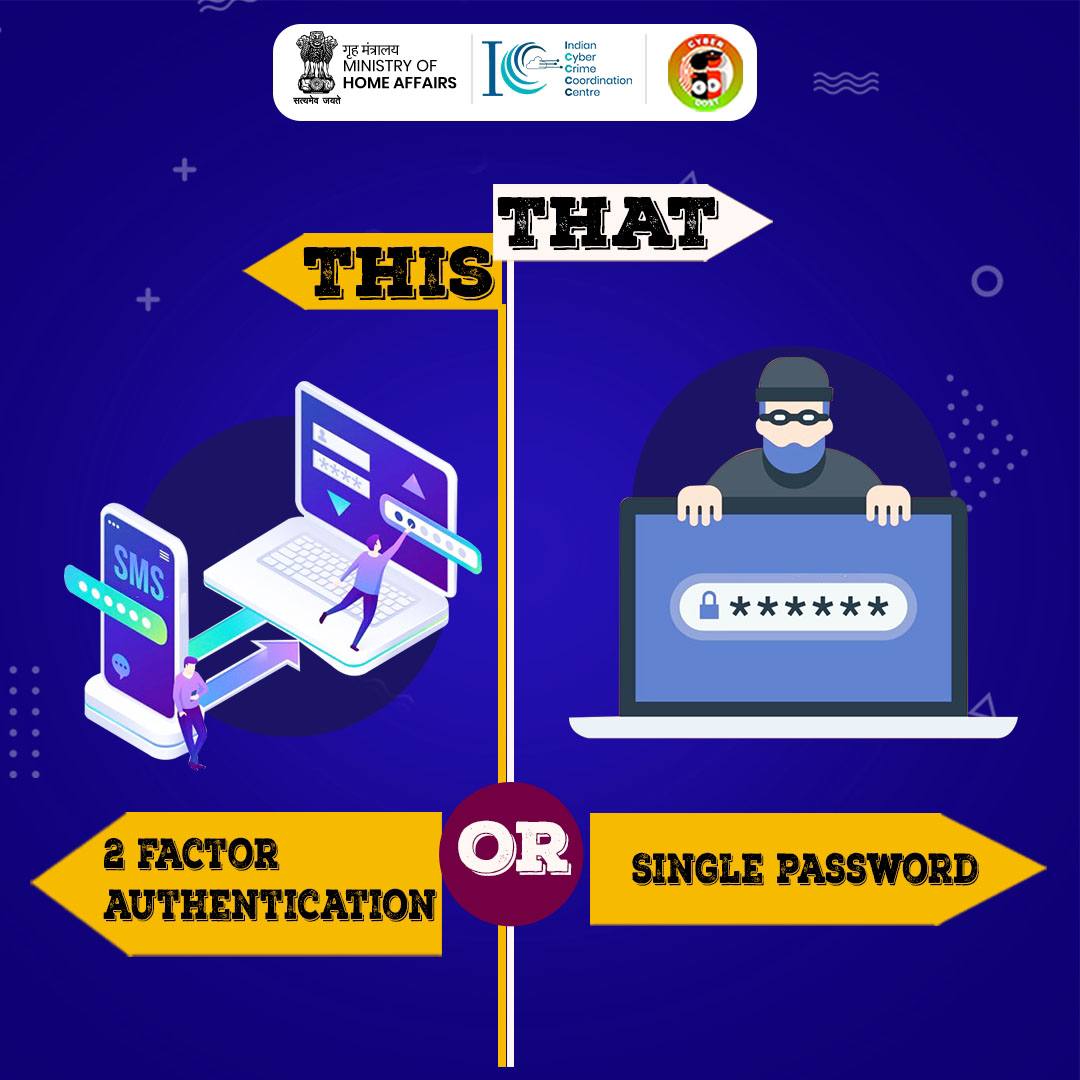 गृह मंत्रालय
MINISTRY OF
HOME AFFAIRS
सत्यमेव जयते
Indian
Cyber
Crime
Coordination
Centre
CYBER
DOST
THAT
THIS
SMS
****
******
OR
2 FACTOR
AUTHENTICATION
SINGLE PASSWORD